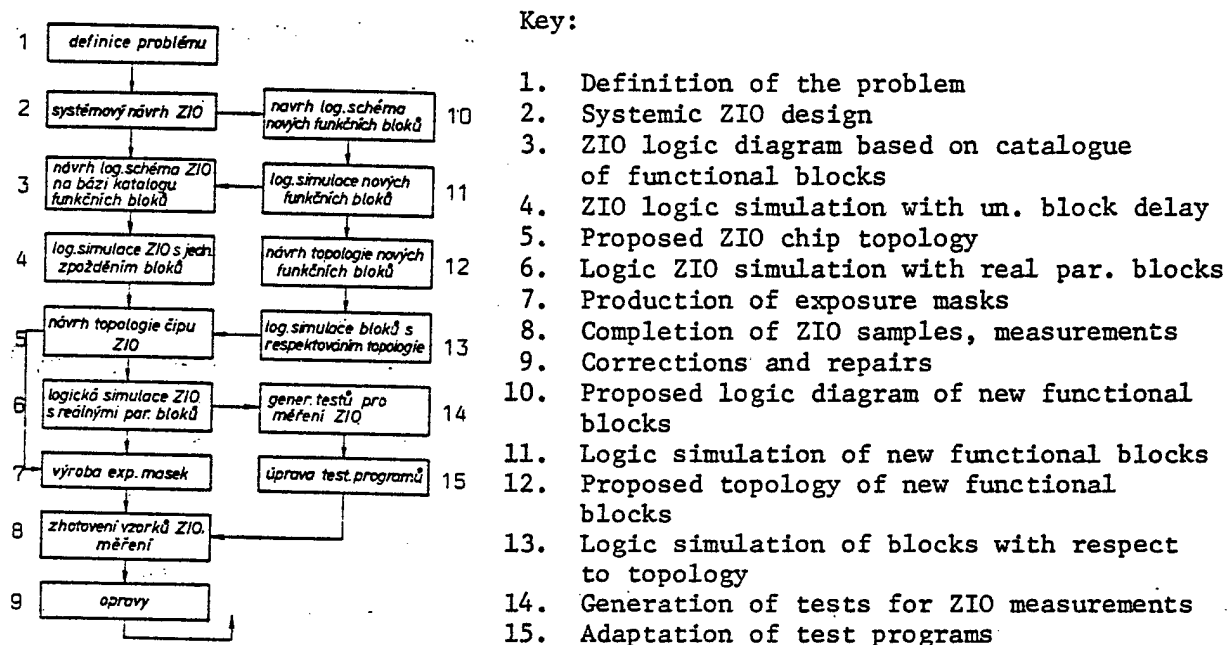 1 definice problému
2 systémový návrh ZIO
navrh log. schéma
nových funkčních bloků 10
3 návrh log. schéma ZIO
na bázi katalogu
funkčních bloků
log. simulace nových
funkčních bloků 11
4 log. simulace ZIO s jedn.
zpožděním bloků
návrh topologie nových
funkčních bloků 12
5 návrh topologie čipu
ZIO
log. simulace bloků s
respektováním topologie 13
6 logická simulace ZIO
s reálnými par. bloků
gener. testů pro
měření ZIO 14
7 výroba exp. masek
úprava test. programů 15
8 zhotovení vzorků ZIO.
měření
9 opravy
Key:
1. Definition of the problem
2. Systemic ZIO design
3. ZIO logic diagram based on catalogue
of functional blocks
4. ZIO logic simulation with un. block delay
5. Proposed ZIO chip topology
6. Logic ZIO simulation with real par. blocks
7. Production of exposure masks
8. Completion of ZIO samples, measurements
9. Corrections and repairs
10. Proposed logic diagram of new functional
blocks
11. Logic simulation of new functional blocks
12. Proposed topology of new functional
blocks
13. Logic simulation of blocks with respect
to topology
14. Generation of tests for ZIO measurements
15. Adaptation of test programs